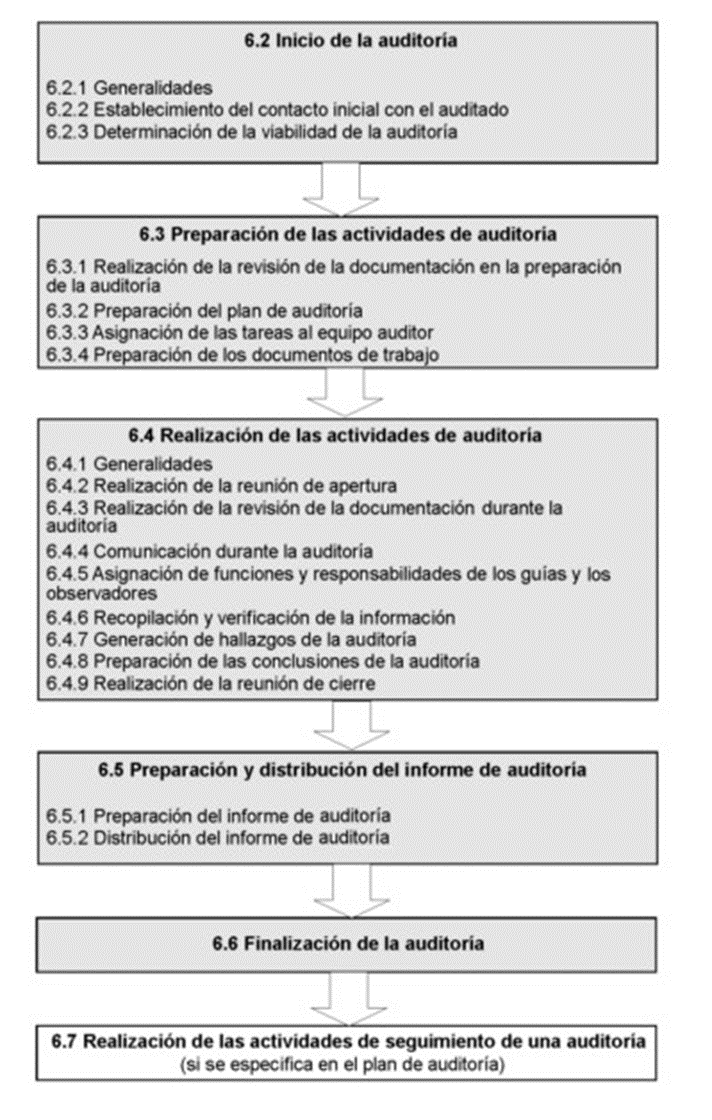 6.2 Inicio de la auditoría
6.2.1 Generalidades
6.2.2 Establecimiento del contacto inicial con el auditado
6.2.3 Determinación de la viabilidad de la auditoría
6.3 Preparación de las actividades de auditoría
6.3.1 Realización de la revisión de la documentación en la preparación
de la auditoría
6.3.2 Preparación del plan de auditoría
6.3.3 Asignación de las tareas al equipo auditor
6.3.4 Preparación de los documentos de trabajo
6.4 Realización de las actividades de auditoría
6.4.1 Generalidades
6.4.2 Realización de la reunión de apertura
6.4.3 Realización de la revisión de la documentación durante la
auditoría
6.4.4 Comunicación durante la auditoría
6.4.5 Asignación de funciones y responsabilidades de los guías y los
observadores
6.4.6 Recopilación y verificación de la información
6.4.7 Generación de hallazgos de la auditoría
6.4.8 Preparación de las conclusiones de la auditoría
6.4.9 Realización de la reunión de cierre
6.5 Preparación y distribución del informe de auditoría
6.5.1 Preparación del informe de auditoría
6.5.2 Distribución del informe de auditoría
6.6 Finalización de la auditoría
6.7 Realización de las actividades de seguimiento de una auditoría
(si se especifica en el plan de auditoría)